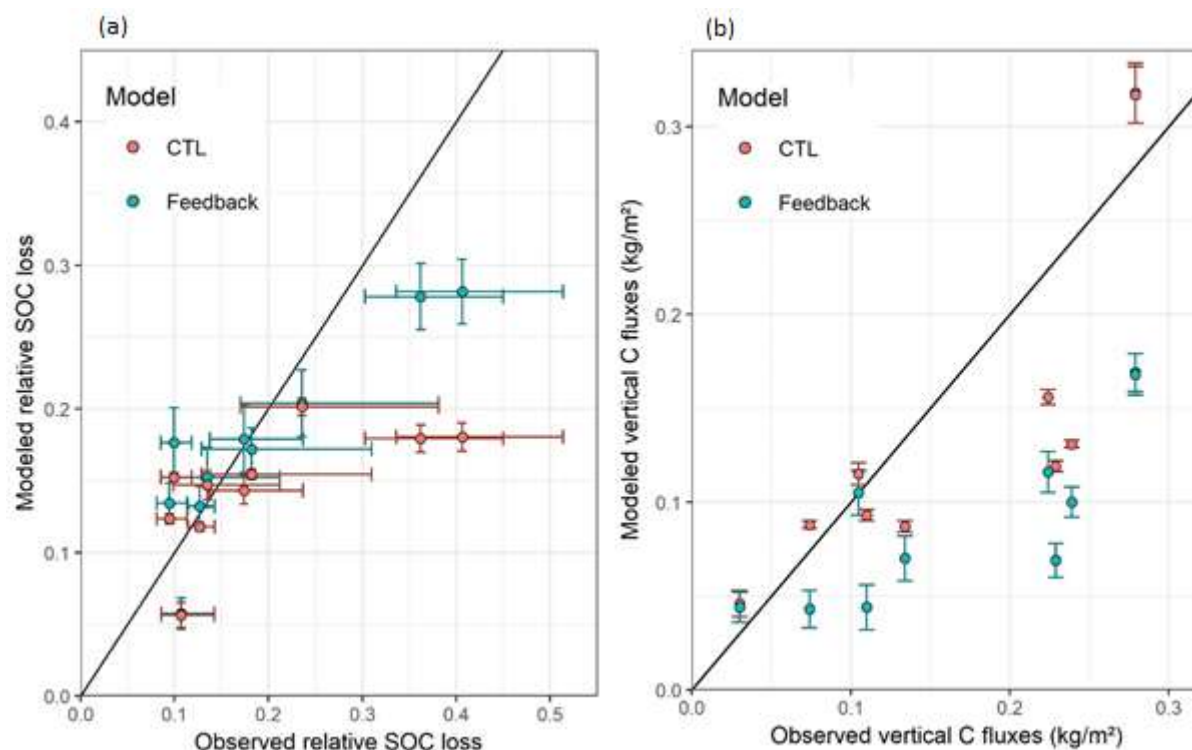 (a)
Model
CTL
Feedback
Modeled relative SOC loss
0.4
0.3
0.2
0.1
0.0
0.0 0.1 0.2 0.3 0.4 0.5
Observed relative SOC loss
(b)
Model
CTL
Feedback
Modeled vertical C fluxes (kg/m²)
0.3
0.2
0.1
0.0
0.0 0.1 0.2 0.3
Observed vertical C fluxes (kg/m²)